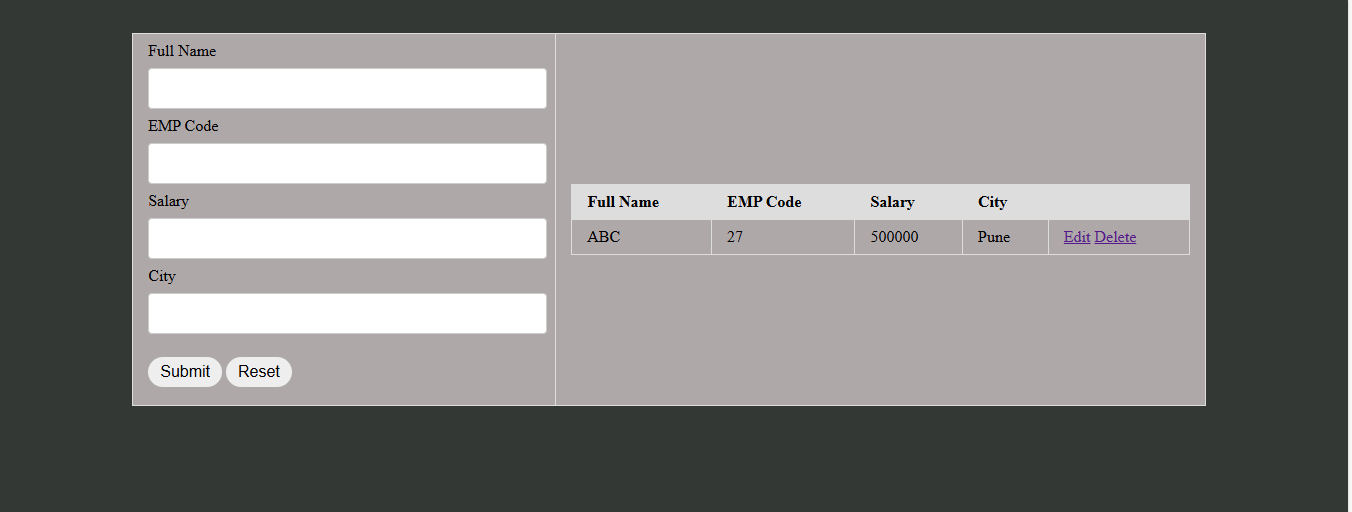 Full Name
EMP Code
Salary
City
Submit Reset
Full Name EMP Code Salary City
ABC 27 500000 Pune Edit Delete